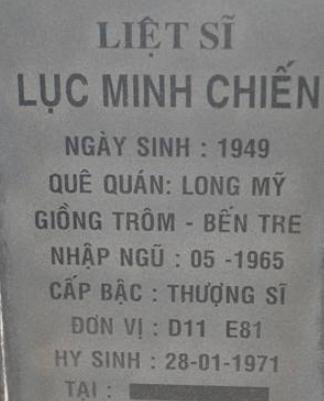 LIỆT SĨ
LỤC MINH CHIẾN
NGÀY SINH : 1949
QUÊ QUÁN: LONG MỸ
GIỒNG TRÔM - BẾN TRE
NHẬP NGŨ : 05 -1965
CẤP BẬC : THƯỢNG SĨ
ĐƠN VỊ : D11 E81
HY SINH : 28-01-1971
TẠI :